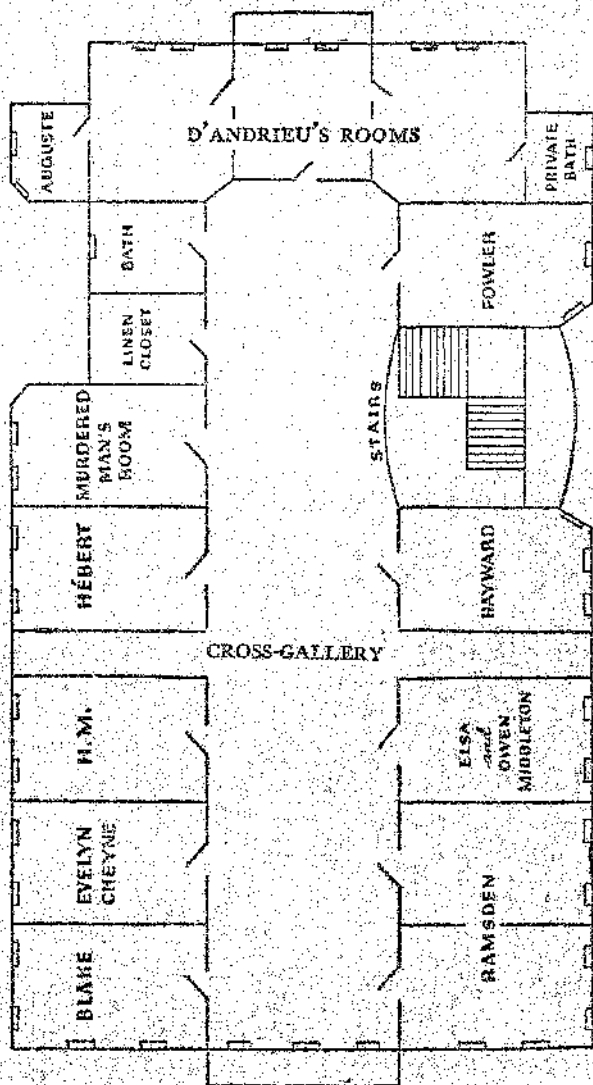 D'ANDRIEU'S ROOMS
AUGUSTE
PRIVATE
BATH
BATH
FOWLER
LINEN
CLOSET
STAIRS
MURDERED
MAN'S
ROOM
HÉBERT
HAYWARD
CROSS-GALLERY
H.M.
ELSA
and
OWEN
MIDDLETON
EVELYN
CHEYNE
BLAKE
RAMSDEN